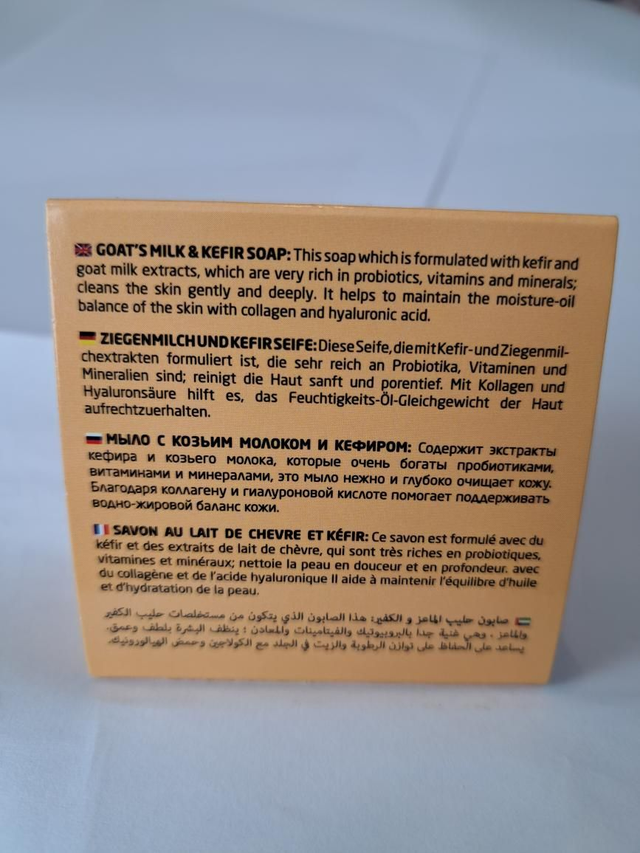 GOAT'S MILK & KEFIR SOAP: This soap which is formulated with kefir and
goat milk extracts, which are very rich in probiotics, vitamins and minerals;
cleans the skin gently and deeply. It helps to maintain the moisture-oil
balance of the skin with collagen and hyaluronic acid.
ZIEGENMILCH UND KEFIR SEIFE: Diese Seife, die mit Kefir- und Ziegenmil-
chextrakten formuliert ist, die sehr reich an Probiotika, Vitaminen und
Mineralien sind; reinigt die Haut sanft und porentief. Mit Kollagen und
Hyaluronsäure hilft es, das Feuchtigkeits-Öl-Gleichgewicht der Haut
aufrechtzuerhalten.
МЫЛО С КОЗЬИМ МОЛОКОМ И КЕФИРОМ: Содержит экстракты
кефира и козьего молока, которые очень богаты пробиотиками,
витаминами и минералами, это мыло нежно и глубоко очищает кожу.
Благодаря коллагену и гиалуроновой кислоте помогает поддерживать
водно-жировой баланс кожи.
SAVON AU LAIT DE CHEVRE ET KÉFIR: Ce savon est formulé avec du
kéfir et des extraits de lait de chèvre, qui sont très riches en probiotiques,
vitamines et minéraux; nettoie la peau en douceur et en profondeur. avec
du collagéne et de l'acide hyaluronique Il aide à maintenir l'équilibre d'huile
et d'hydratation de la peau.
صابون حليب الماعز و الكفير: هذا الصابون الذي يتكون من مستخلصات حليب الكفير
والماعز ، وهي غنية جدا بالبروبيوتيك والفيتامينات والمعادن ؛ ينظف البشرة بلطف وعمق.
يساعد على الحفاظ على توازن الرطوبة والزيت في الجلد مع الكولاجين وحمض الهيالورونيك.